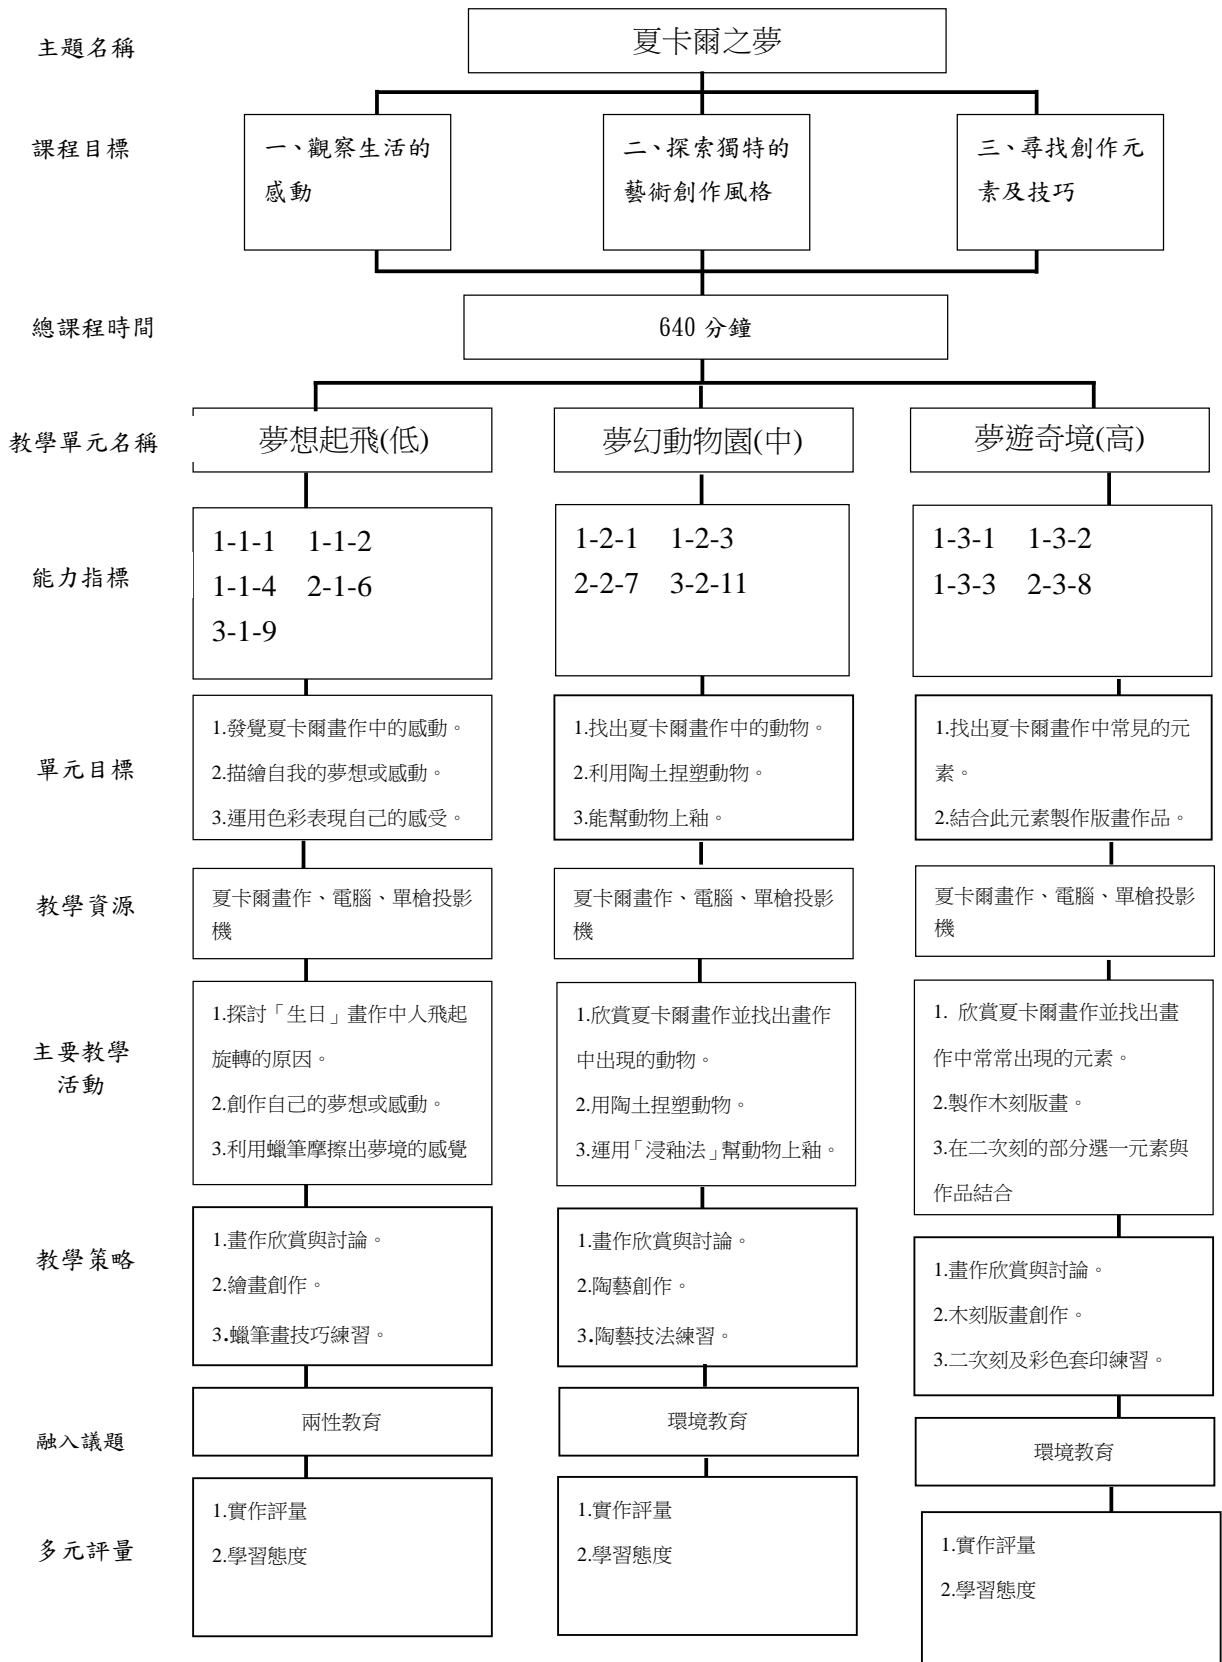 主題名稱
夏卡爾之夢
課程目標
一、觀察生活的
感動
二、探索獨特的
藝術創作風格
三、尋找創作元
素及技巧
總課程時間
640 分鐘
教學單元名稱
夢想起飛(低)
夢幻動物園(中)
夢遊奇境(高)
能力指標
1-1-1 1-1-2
1-1-4 2-1-6
3-1-9
1-2-1 1-2-3
2-2-7 3-2-11
1-3-1 1-3-2
1-3-3 2-3-8
單元目標
1.發覺夏卡爾畫作中的感動。
2.描繪自我的夢想或感動。
3.運用色彩表現自己的感受。
1.找出夏卡爾畫作中的動物。
2.利用陶土捏塑動物。
3.能幫動物上釉。
1.找出夏卡爾畫作中常見的元
素。
2.結合此元素製作版畫作品。
教學資源
夏卡爾畫作、電腦、單槍投影
機
夏卡爾畫作、電腦、單槍投影
機
夏卡爾畫作、電腦、單槍投影
機
主要教學
活動
1.探討「生日」畫作中人飛起
旋轉的原因。
2.創作自己的夢想或感動。
3.利用蠟筆摩擦出夢境的感覺
1.欣賞夏卡爾畫作並找出畫作
中出現的動物。
2.用陶土捏塑動物。
3.運用「浸釉法」幫動物上釉。
1. 欣賞夏卡爾畫作並找出畫
作中常常出現的元素。
2.製作木刻版畫。
3.在二次刻的部分選一元素與
作品結合
教學策略
1.畫作欣賞與討論。
2.繪畫創作。
3.蠟筆畫技巧練習。
1.畫作欣賞與討論。
2.陶藝創作。
3.陶藝技法練習。
1.畫作欣賞與討論。
2.木刻版畫創作。
3.二次刻及彩色套印練習。
融入議題
兩性教育
環境教育
環境教育
多元評量
1.實作評量
2.學習態度
1.實作評量
2.學習態度
1.實作評量
2.學習態度